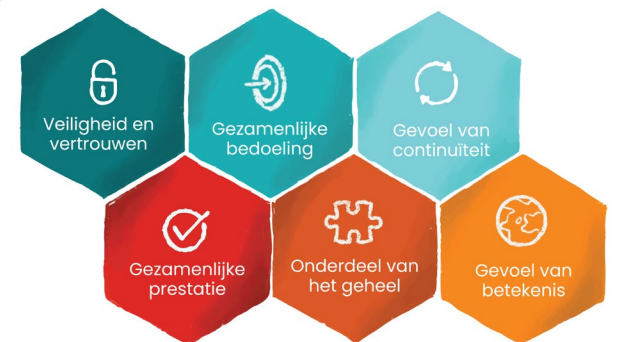 Veiligheid en
vertrouwen
Gezamenlijke
bedoeling
Gevoel van
continuïteit
Gezamenlijke
prestatie
Onderdeel van
het geheel
Gevoel van
betekenis